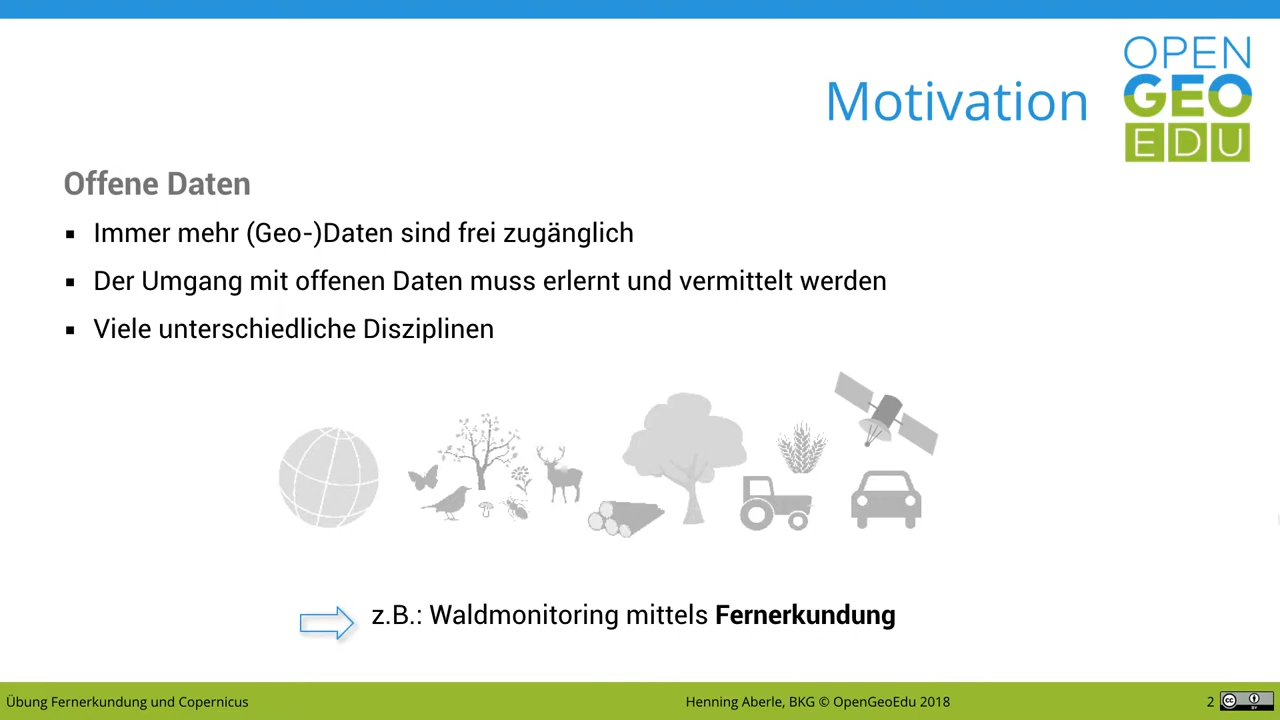 Motivation
OPEN
GEO
EDU
Offene Daten
▪ Immer mehr (Geo-)Daten sind frei zugänglich
▪ Der Umgang mit offenen Daten muss erlernt und vermittelt werden
▪ Viele unterschiedliche Disziplinen
z.B.: Waldmonitoring mittels Fernerkundung
Übung Fernerkundung und Copernicus
Henning Aberle, BKG © OpenGeoEdu 2018
2
cc
BY